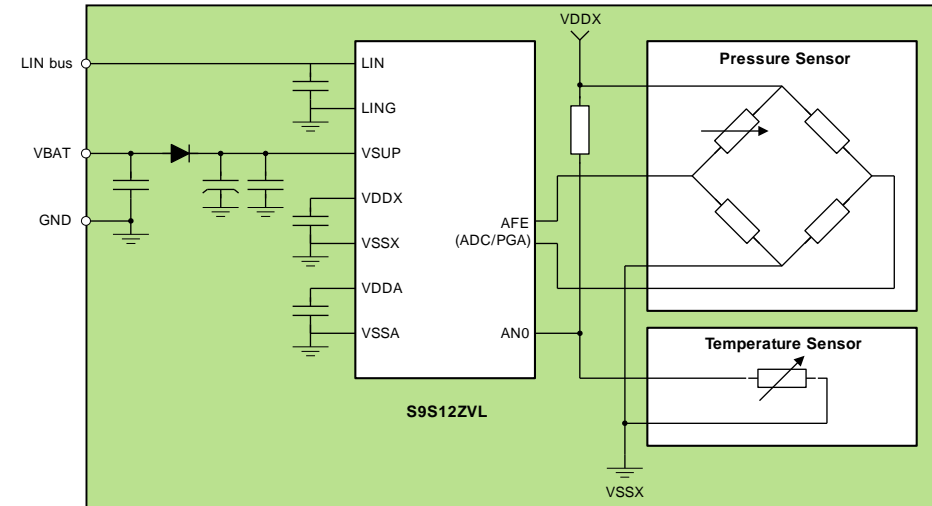 VDDX
Pressure Sensor
LIN bus
LIN
LING
VBAT
VSUP
VDDX
GND
AFE
(ADC/PGA)
VSSX
VDDA
VSSA
AN0
Temperature Sensor
S9S12ZVL
VSSX